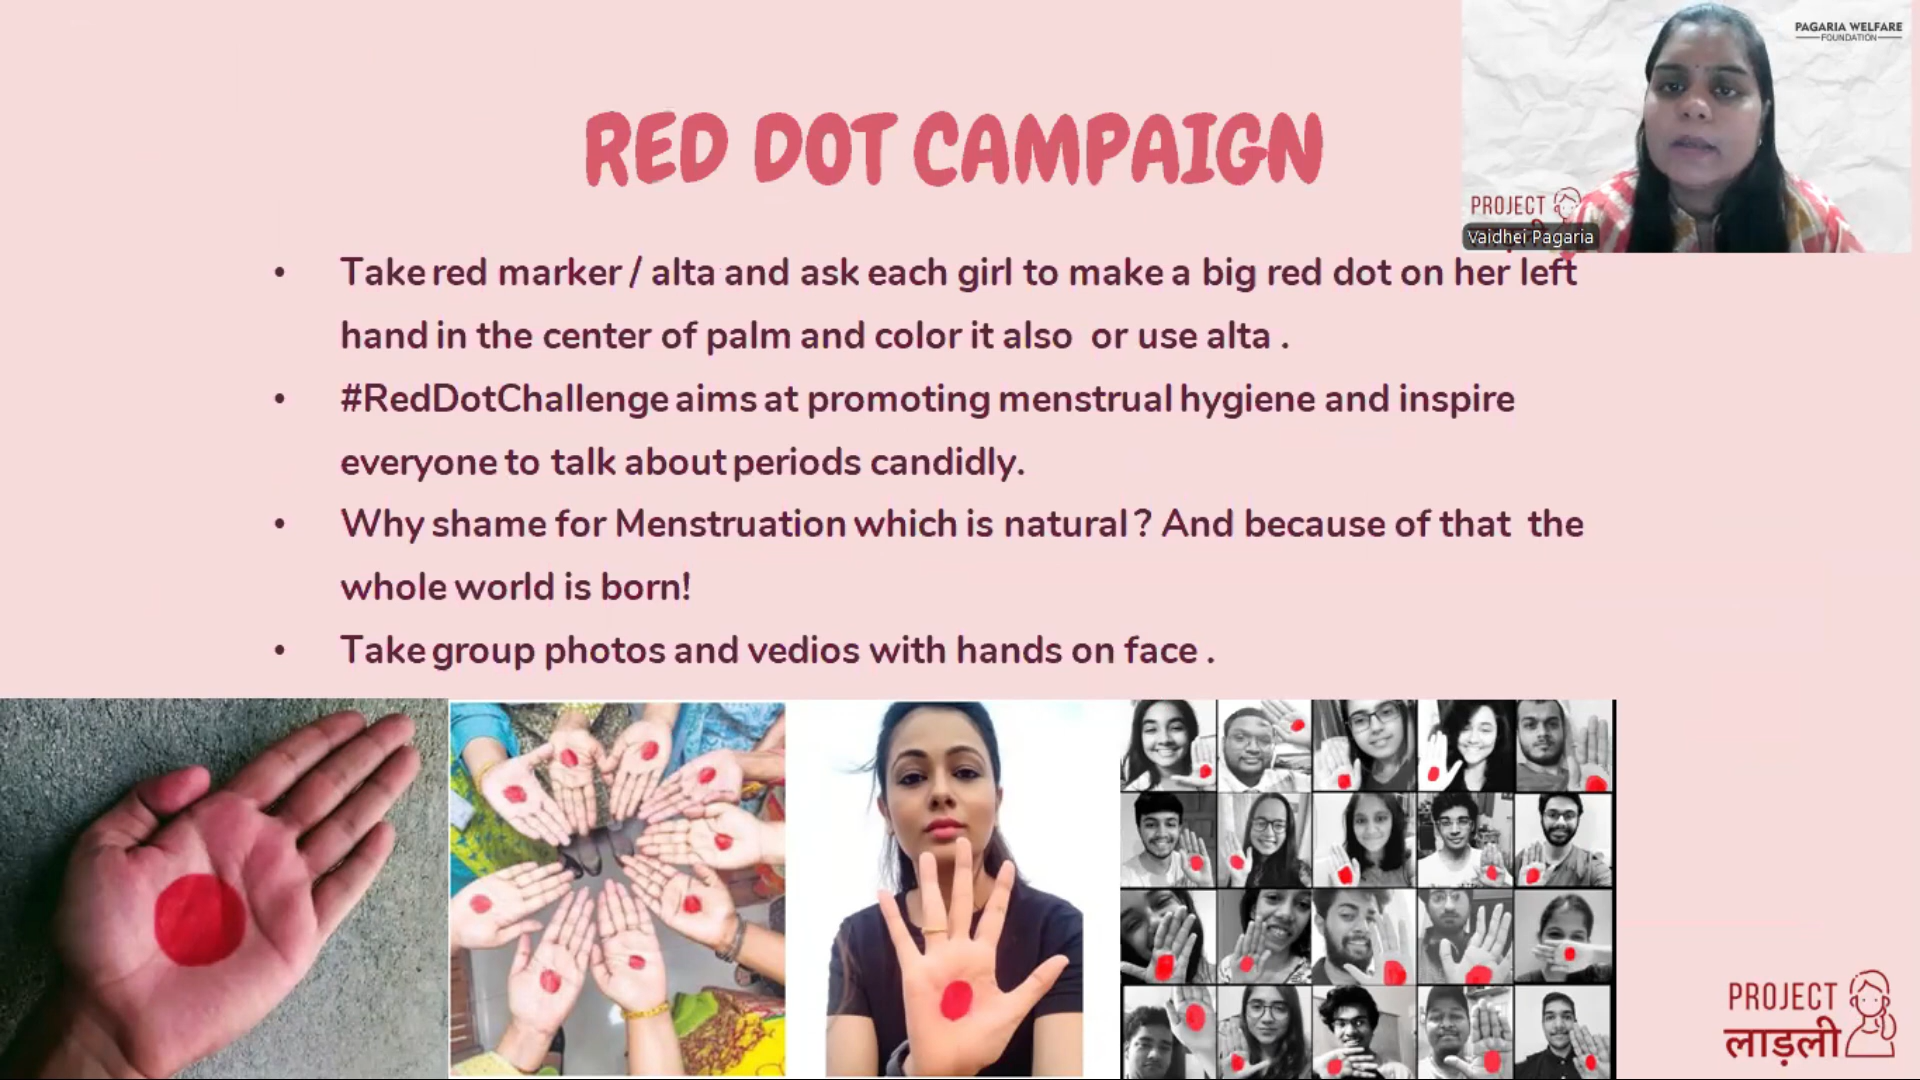 PAGARIA WELFARE
FOUNDATION
RED DOT CAMPAIGN
PROJECT
Vaidhei Pagaria
• Take red marker / alta and ask each girl to make a big red dot on her left
hand in the center of palm and color it also or use alta .
• #RedDotChallenge aims at promoting menstrual hygiene and inspire
everyone to talk about periods candidly.
• Why shame for Menstruation which is natural ? And because of that the
whole world is born!
• Take group photos and vedios with hands on face .
PROJECT
लाड़ली